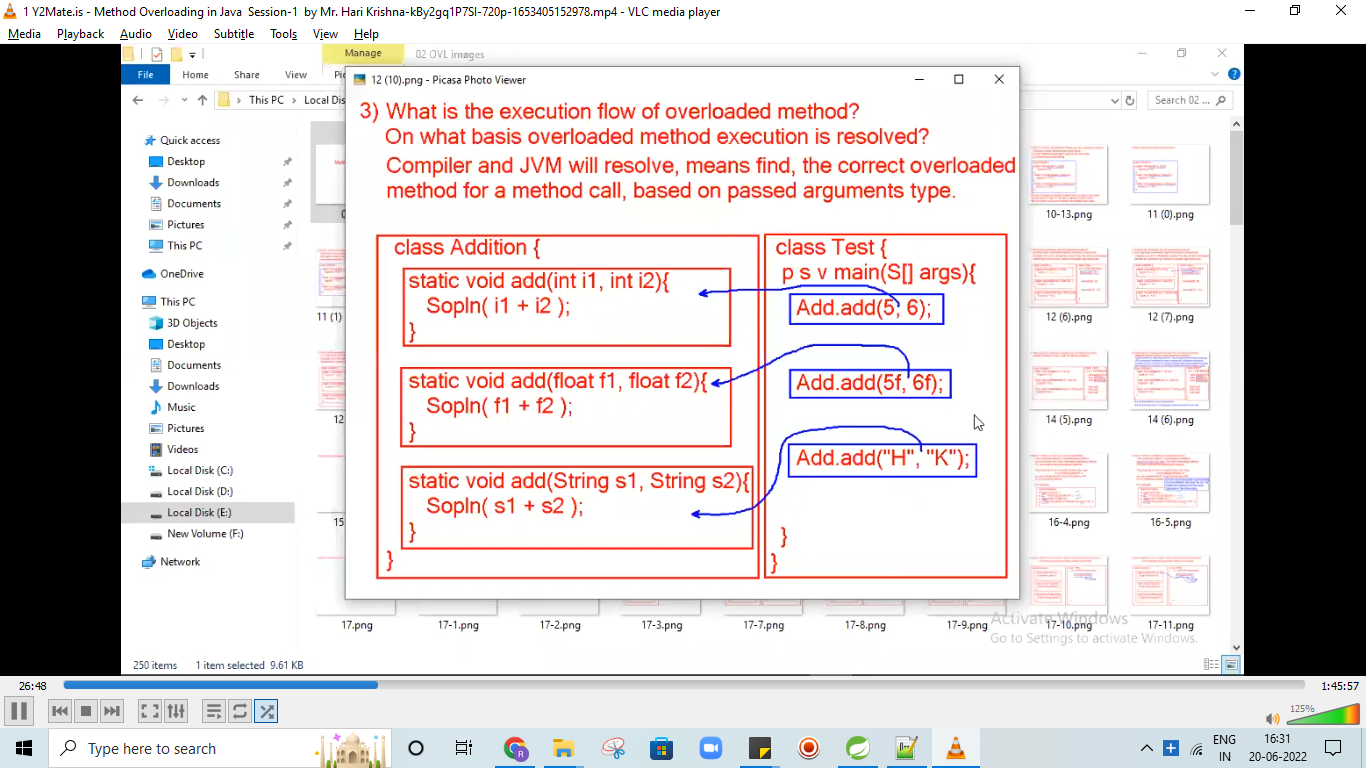 1 Y2Mate.is - Method Overloading in Java  Session-1  by Mr. Hari Krishna-kBy2gq1P7SI-720p-1653405152978.mp4 - VLC media player
Media Playback Audio Video Subtitle Tools View Help
Manage 02 OVL images
File Home Share View
This PC Local Dis
Search 02 ...
Quick access
Desktop
Downloads
Documents
Pictures
This PC
OneDrive
This PC
3D Objects
Desktop
Documents
Downloads
Music
Pictures
Videos
Local Disk (C:)
Local Disk (D:)
Local Disk (E:)
New Volume (F:)
Network
12 (10).png - Picasa Photo Viewer
3) What is the execution flow of overloaded method?
On what basis overloaded method execution is resolved?
Compiler and JVM will resolve, means find, the correct overloaded
method for a method call, based on passed arguments type.
class Addition {
static void add(int i1, int i2){
Sopln( i1 + i2 );
}
static void add(float f1, float f2){
Sopln( f1 + f2 );
}
static void add(String s1, String s2){
Sopln( s1 + s2 );
}
}
class Test {
p s v main(S[] args){
Add.add(5, 6);
Add.add(5f, 6f);
Add.add("H", "K");
}
}
10-13.png 11 (0).png
11 (1) 12 (6).png 12 (7).png
12 14 (5).png 14 (6).png
15 16-4.png 16-5.png
17.png 17-1.png 17-2.png 17-3.png 17-7.png 17-8.png 17-9.png 17-10.png 17-11.png
Activate Windows
Go to Settings to activate Windows.
250 items 1 item selected 9.61 KB
26:48 1:45:57
125%
Type here to search
ENG
IN
16:31
20-06-2022